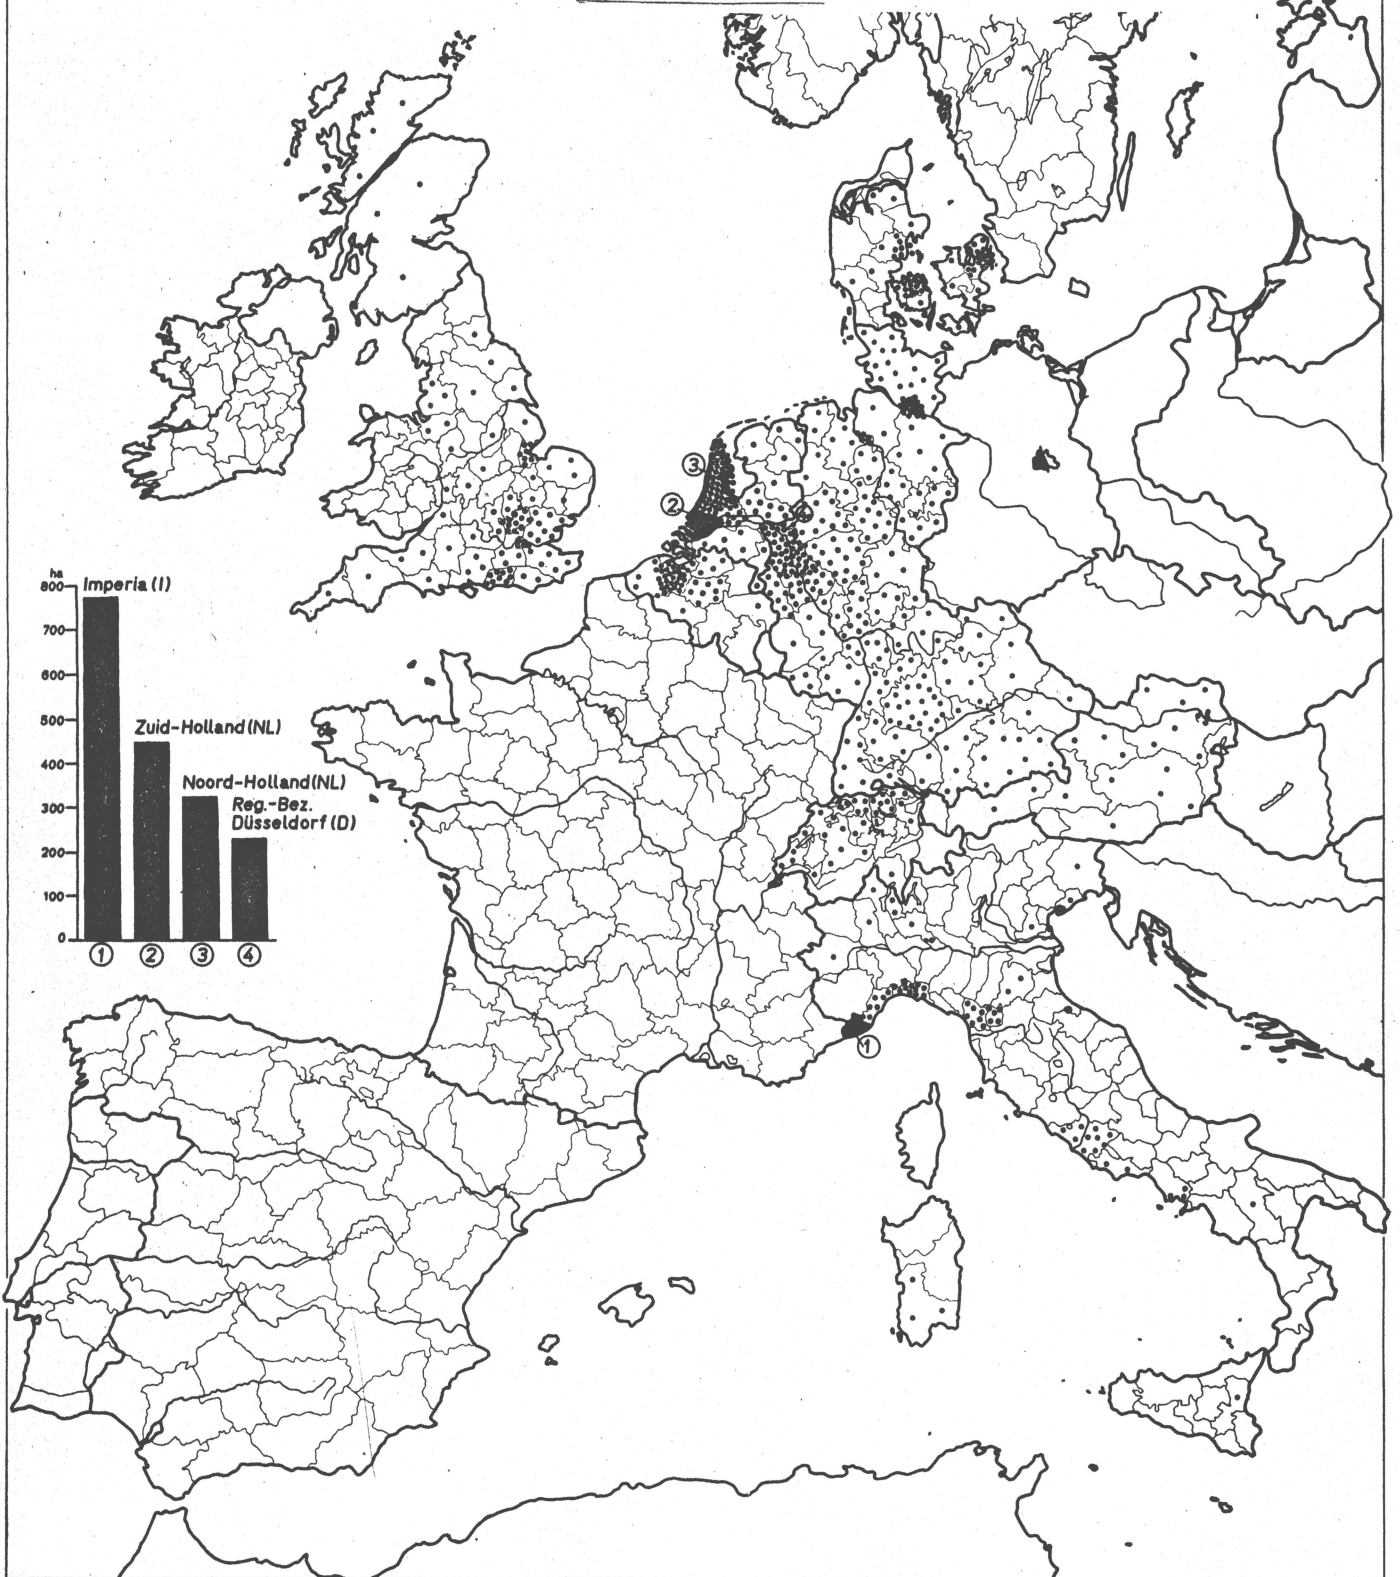 ③
②
④
ha
800
Imperia (I)
700
600
500
Zuid-Holland (NL)
400
Noord-Holland (NL)
300
Reg.-Bez.
Düsseldorf (D)
200
100
0
① ② ③ ④
①